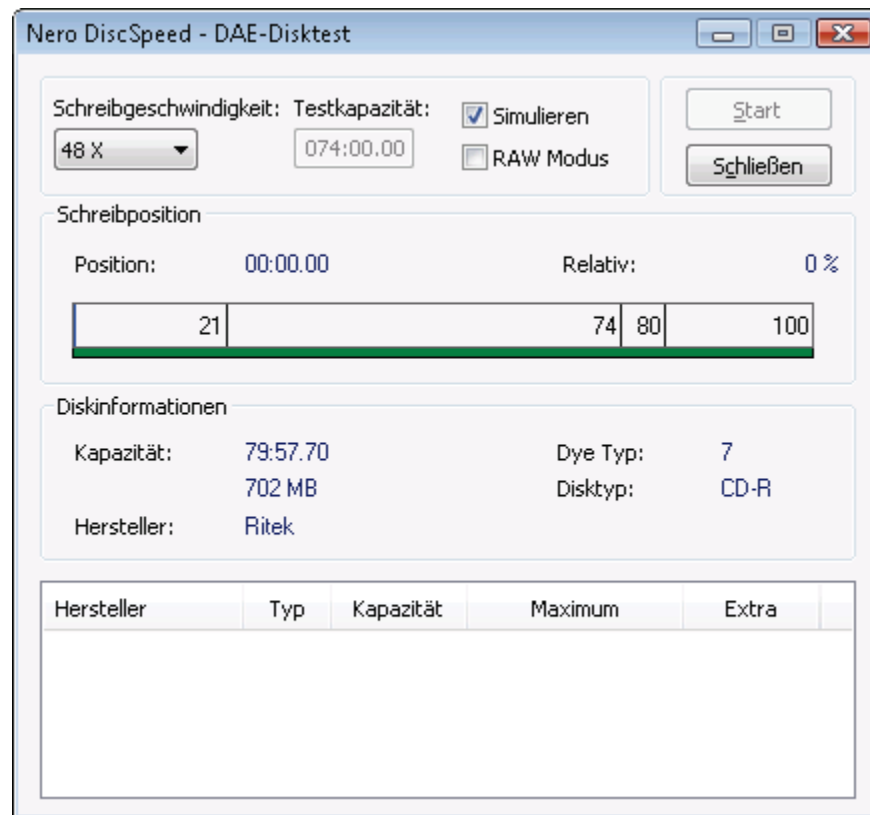 Nero DiscSpeed - DAE-Disktest
Schreibgeschwindigkeit: Testkapazität:
48 X 074:00.00
Simulieren
RAW Modus
Start
Schließen
Schreibposition
Position: 00:00.00 Relativ: 0 %
21 74 80 100
Diskinformationen
Kapazität: 79:57.70 Dye Typ: 7
702 MB Disktyp: CD-R
Hersteller: Ritek
Hersteller Typ Kapazität Maximum Extra